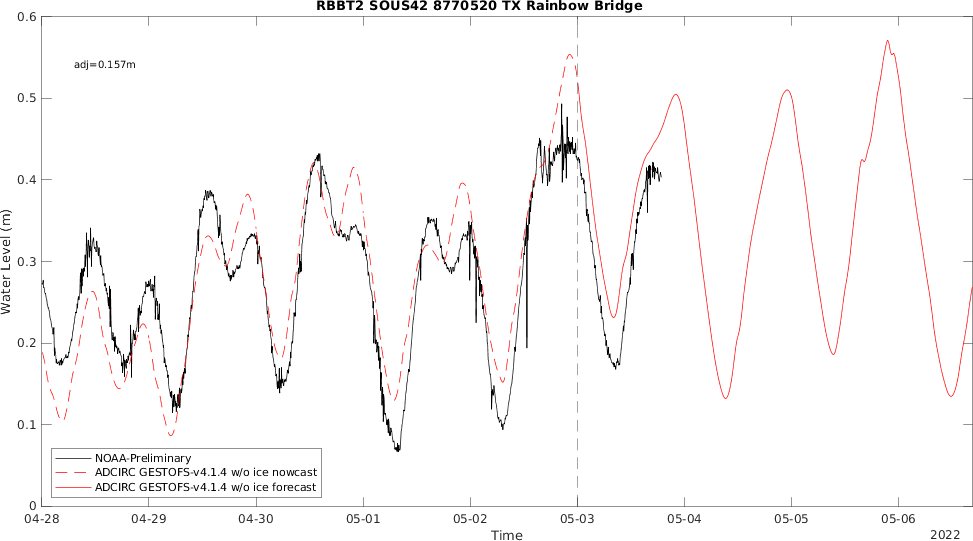 RBBT2 SOUS42 8770520 TX Rainbow Bridge
adj=0.157m
0.6
0.5
0.4
0.3
0.2
0.1
0
Water Level (m)
NOAA-Preliminary
ADCIRC GESTOFS-v4.1.4 w/o ice nowcast
ADCIRC GESTOFS-v4.1.4 w/o ice forecast
04-28 04-29 04-30 05-01 05-02 05-03 05-04 05-05 05-06
Time
2022